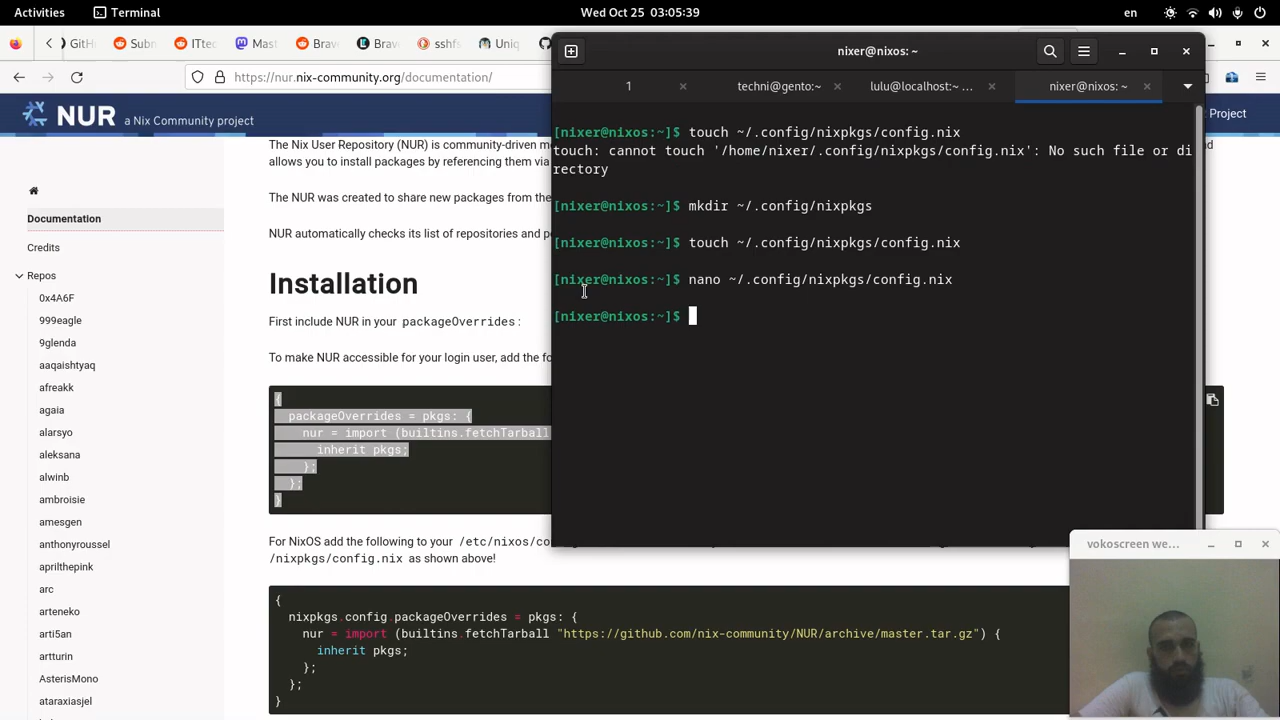 Activities
Terminal
Wed Oct 25 03:05:39
en
GitH
Subn
ITtec
Mast
Brav
Brav
sshfs
Uniq
nixer@nixos: ~
https://nur.nix-community.org/documentation/
1
techni@gento:~
lulu@localhost:~ ...
nixer@nixos: ~
NUR a Nix Community project
Project
The Nix User Repository (NUR) is community-driven
allows you to install packages by referencing them via
The NUR was created to share new packages from the
NUR automatically checks its list of repositories and
Documentation
Credits
Repos
0x4A6F
999eagle
9glenda
aaqaishtyaq
afreakk
agaia
alarsyo
aleksana
alwinb
ambroisie
amesgen
anthonyroussel
aprilthepink
arc
arteneko
arti5an
artturin
AsterisMono
ataraxiasjel
Installation
First include NUR in your packageOverrides :
To make NUR accessible for your login user, add the fo
{
packageOverrides = pkgs: {
nur = import (builtins.fetchTarball
inherit pkgs;
};
};
}
For NixOS add the following to your /etc/nixos/co
/nixpkgs/config.nix as shown above!
{
nixpkgs.config.packageOverrides = pkgs: {
nur = import (builtins.fetchTarball "https://github.com/nix-community/NUR/archive/master.tar.gz") {
inherit pkgs;
};
};
}
[nixer@nixos:~]$ touch ~/.config/nixpkgs/config.nix
touch: cannot touch '/home/nixer/.config/nixpkgs/config.nix': No such file or di
rectory
[nixer@nixos:~]$ mkdir ~/.config/nixpkgs
[nixer@nixos:~]$ touch ~/.config/nixpkgs/config.nix
[nixer@nixos:~]$ nano ~/.config/nixpkgs/config.nix
[nixer@nixos:~]$
vokoscreen we...